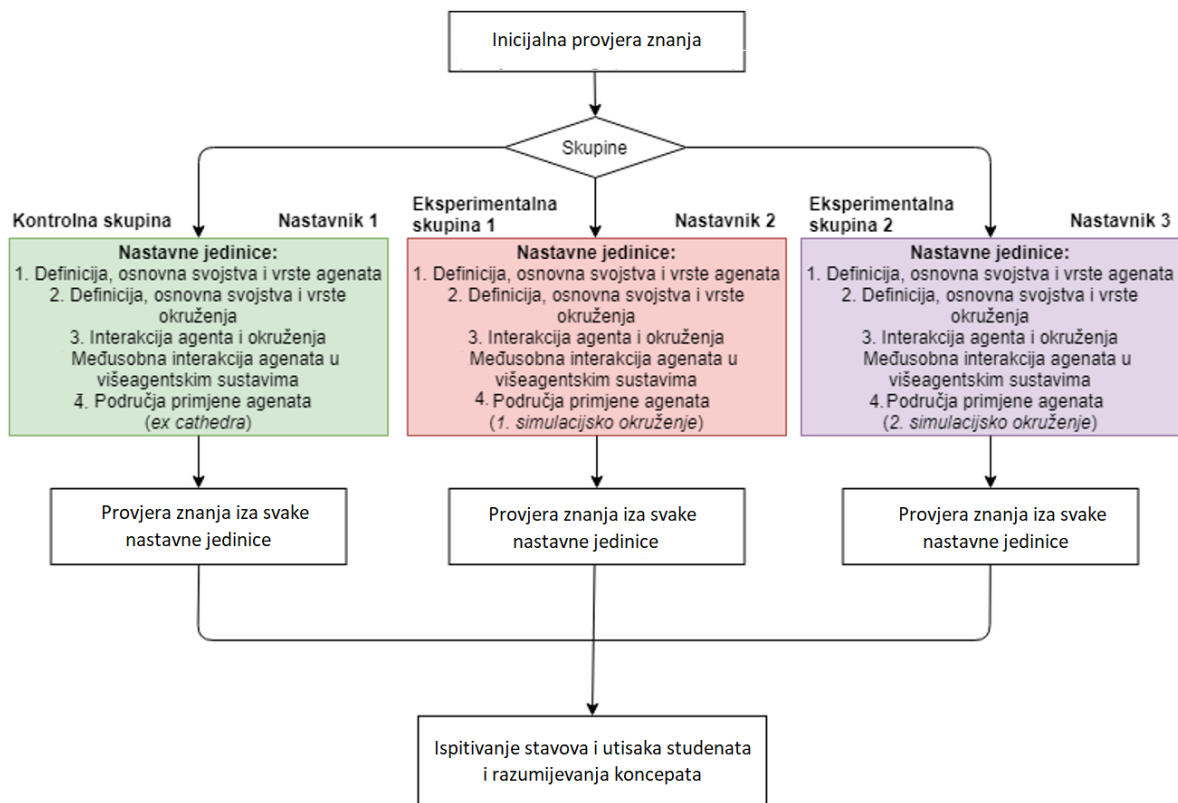 Inicijalna provjera znanja
Skupine
Kontrolna skupina
Nastavnik 1
Nastavne jedinice:
1. Definicija, osnovna svojstva i vrste agenata
2. Definicija, osnovna svojstva i vrste
okruženja
3. Interakcija agenta i okruženja
Međusobna interakcija agenata u
višeagentskim sustavima
4. Područja primjene agenata
(ex cathedra)
Eksperimentalna
skupina 1
Nastavnik 2
Nastavne jedinice:
1. Definicija, osnovna svojstva i vrste agenata
2. Definicija, osnovna svojstva i vrste
okruženja
3. Interakcija agenta i okruženja
Međusobna interakcija agenata u
višeagentskim sustavima
4. Područja primjene agenata
(1. simulacijsko okruženje)
Eksperimentalna
skupina 2
Nastavnik 3
Nastavne jedinice:
1. Definicija, osnovna svojstva i vrste agenata
2. Definicija, osnovna svojstva i vrste
okruženja
3. Interakcija agenta i okruženja
Međusobna interakcija agenata u
višeagentskim sustavima
4. Područja primjene agenata
(2. simulacijsko okruženje)
Provjera znanja iza svake
nastavne jedinice
Provjera znanja iza svake
nastavne jedinice
Provjera znanja iza svake
nastavne jedinice
Ispitivanje stavova i utisaka studenata
i razumijevanja koncepata